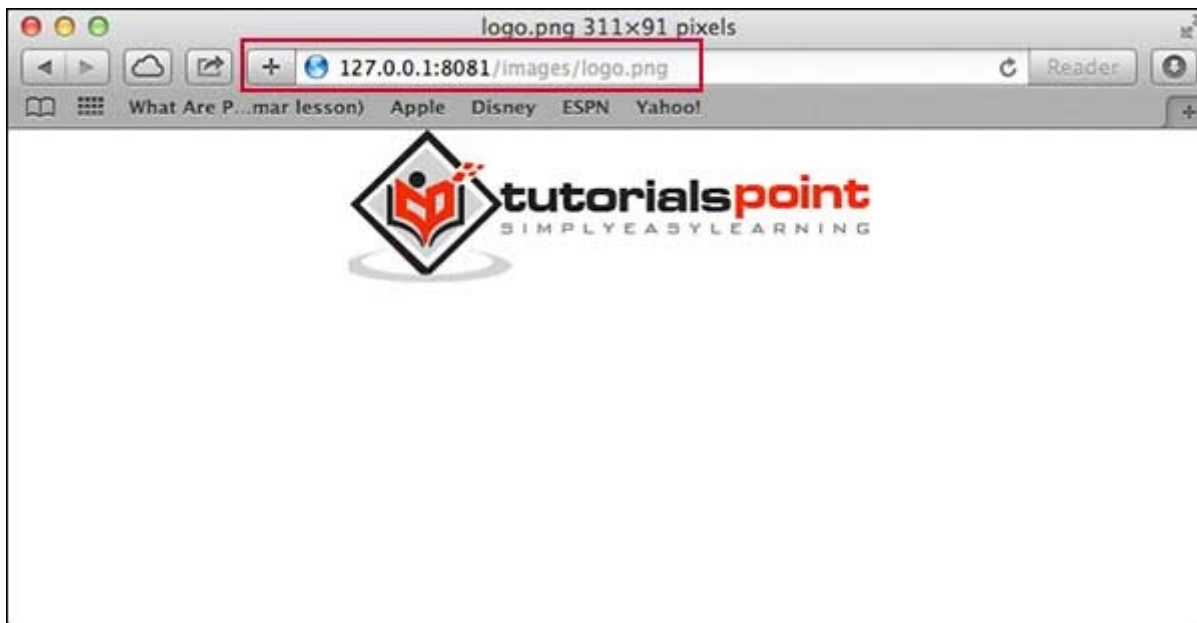 logo.png 311×91 pixels
127.0.0.1:8081/images/logo.png
Reader
What Are P...mar lesson) Apple Disney ESPN Yahoo!
tutorialspoint
SIMPLYEASYLEARNING